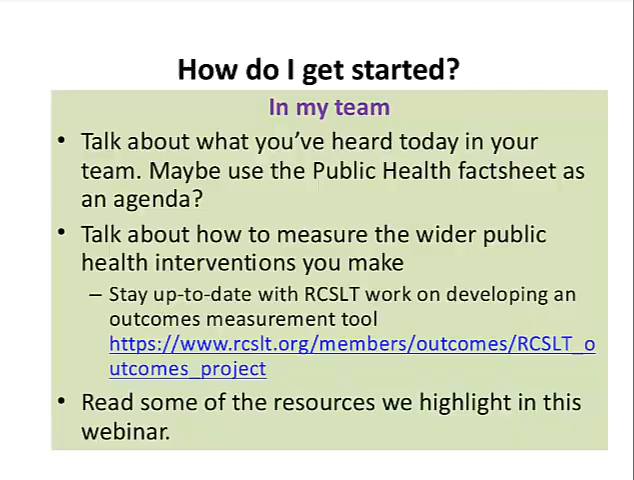 How do I get started?
In my team
• Talk about what you've heard today in your
team. Maybe use the Public Health factsheet as
an agenda?
• Talk about how to measure the wider public
health interventions you make
– Stay up-to-date with RCSLT work on developing an
outcomes measurement tool
https://www.rcslt.org/members/outcomes/RCSLT_o
utcomes_project
• Read some of the resources we highlight in this
webinar.